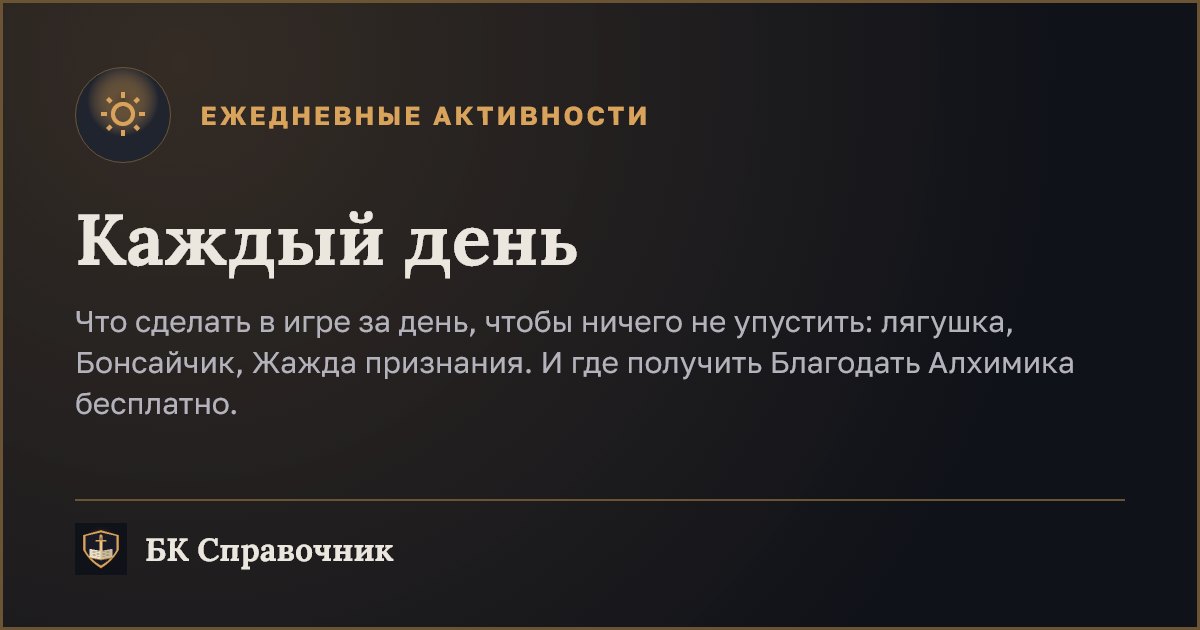 ЕЖЕДНЕВНЫЕ АКТИВНОСТИ
Каждый день
Что сделать в игре за день, чтобы ничего не упустить: лягушка,
Бонсайчик, Жажда признания. И где получить Благодать Алхимика
бесплатно.
БК Справочник